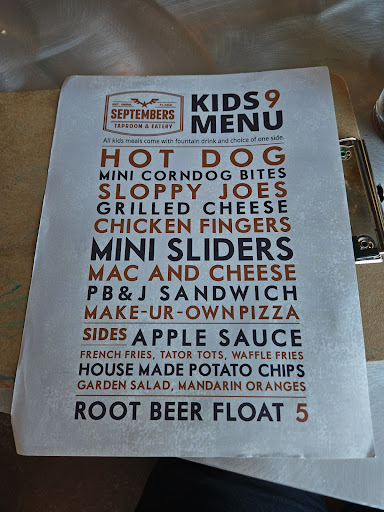 SEPTEMBERS
TAPROOM & EATERY
KIDS 9
MENU
All kids meals come with fountain drink and choice of one side.
HOT DOG
MINI CORNDOG BITES
SLOPPY JOES
GRILLED CHEESE
CHICKEN FINGERS
MINI SLIDERS
MAC AND CHEESE
PB&J SANDWICH
MAKE-UR-OWN PIZZA
SIDES APPLE SAUCE
FRENCH FRIES, TATOR TOTS, WAFFLE FRIES
HOUSE MADE POTATO CHIPS
GARDEN SALAD, MANDARIN ORANGES
ROOT BEER FLOAT 5